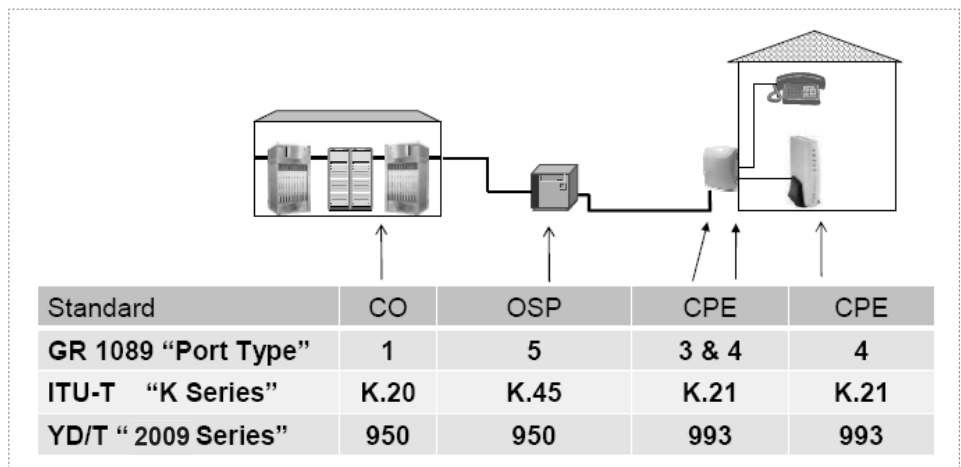 Standard CO OSP CPE CPE
GR 1089 “Port Type” 1 5 3 & 4 4
ITU-T “K Series” K.20 K.45 K.21 K.21
YD/T “ 2009 Series” 950 950 993 993